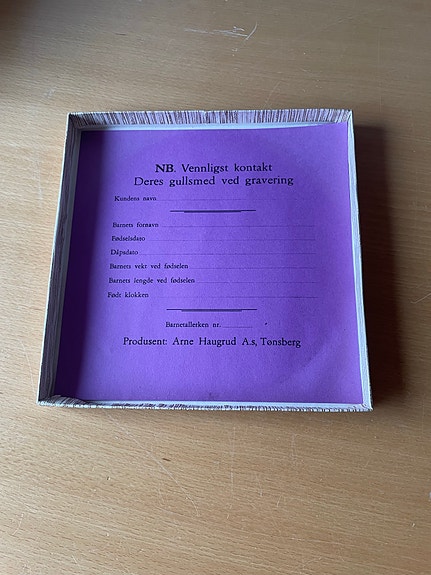 NB. Vennligst kontakt
Deres gullsmed ved gravering
Kundens navn
Barnets fornavn
Fødselsdato
Dåpsdato
Barnets vekt ved fødselen
Barnets lengde ved fødselen
Født klokken
Barnetallerken nr.
Produsent: Arne Haugrud A.s, Tønsberg